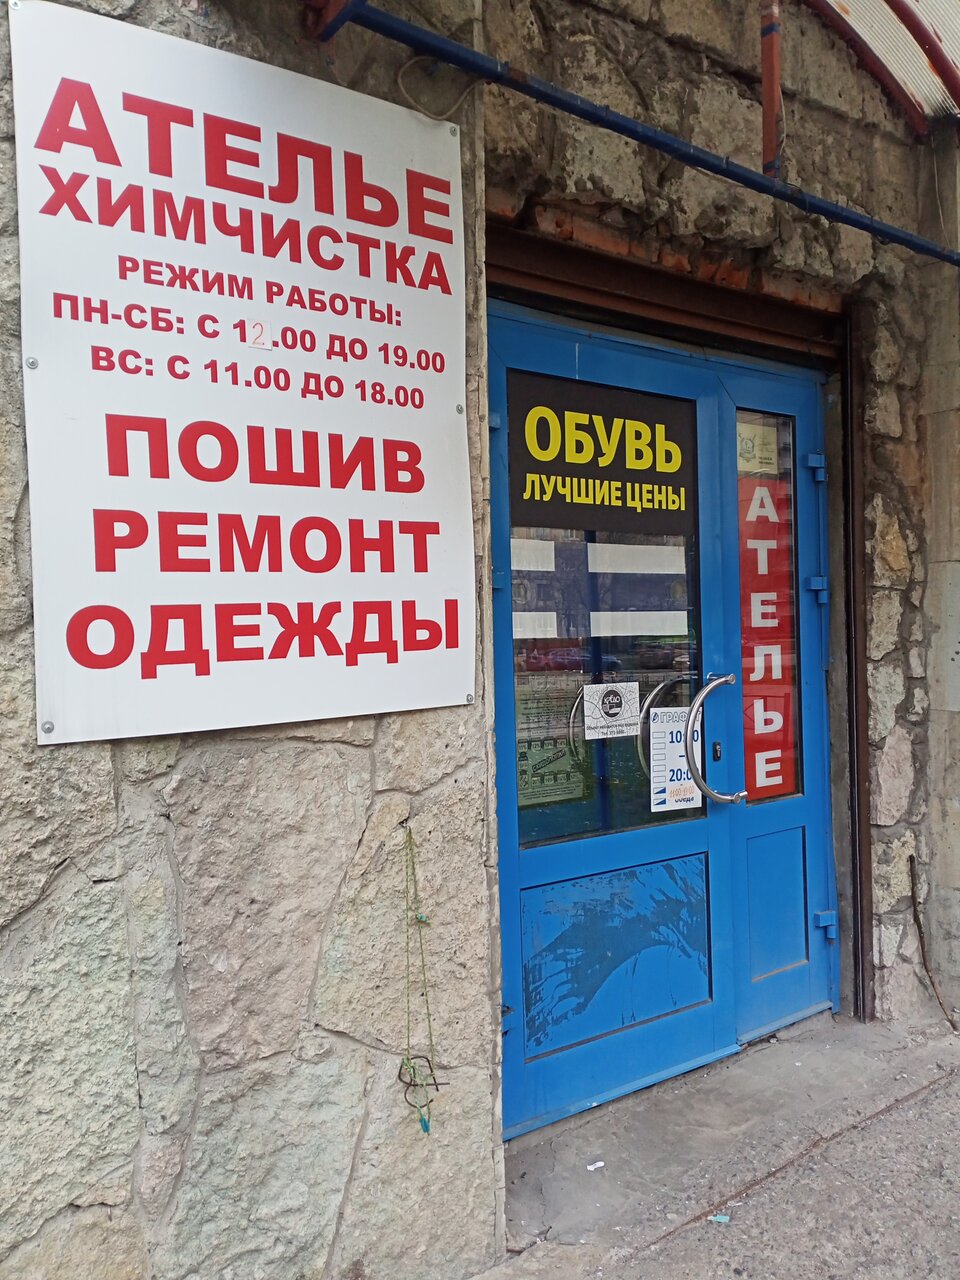 АТЕЛЬЕ
ХИМЧИСТКА
РЕЖИМ РАБОТЫ:
ПН-СБ: С 12.00 ДО 19.00
ВС: С 11.00 ДО 18.00
ПОШИВ
РЕМОНТ
ОДЕЖДЫ
ОБУВЬ
ЛУЧШИЕ ЦЕНЫ
АТЕЛЬЕ